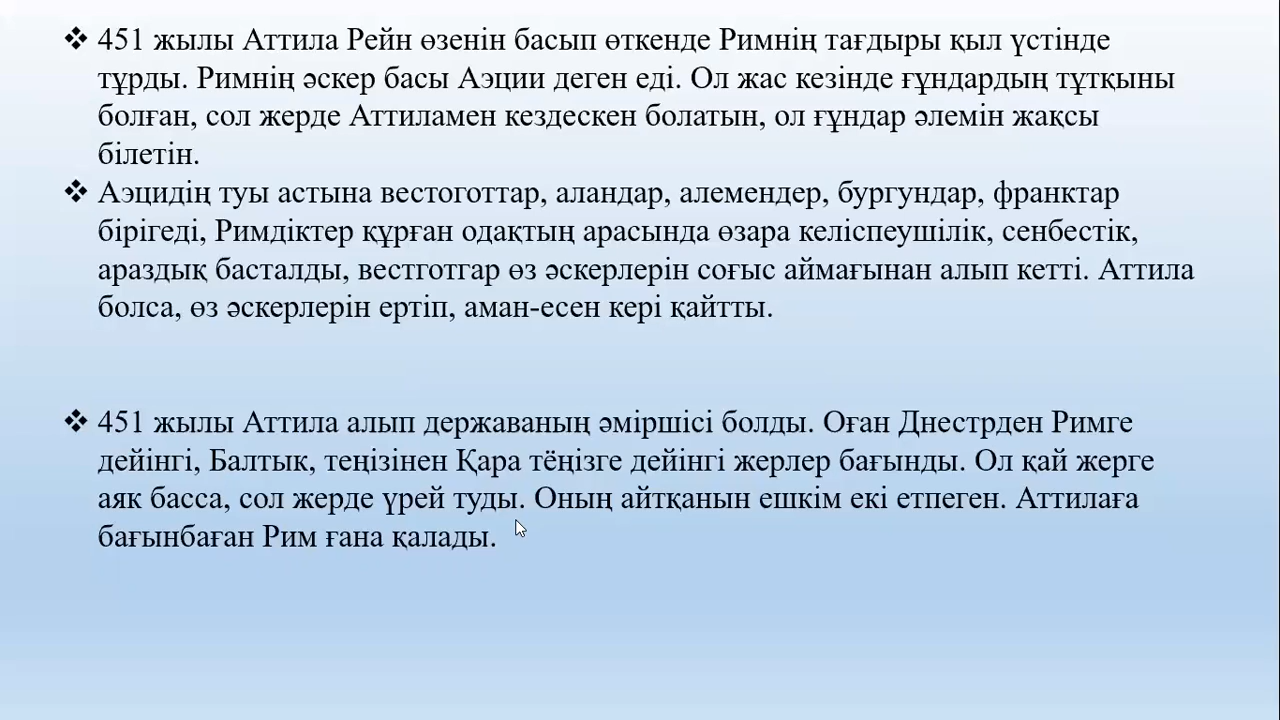 ❖ 451 жылы Аттила Рейн өзенін басып өткенде Римнің тағдыры қыл үстінде
тұрды. Римнің әскер басы Аэции деген еді. Ол жас кезінде ғұндардың тұтқыны
болған, сол жерде Аттиламен кездескен болатын, ол ғұндар әлемін жақсы
білетін.
❖ Аэцидің туы астына вестоготтар, аландар, алемендер, бургундар, франктар
бірігеді, Римдіктер құрған одақтың арасында өзара келіспеушілік, сенбестік,
араздық басталды, вестготгар өз әскерлерін соғыс аймағынан алып кетті. Аттила
болса, өз әскерлерін ертіп, аман-есен кері қайтты.
❖ 451 жылы Аттила алып державаның әміршісі болды. Оған Днестрден Римге
дейінгі, Балтык, теңізінен Қара тёңізге дейінгі жерлер бағынды. Ол қай жерге
аяк басса, сол жерде үрей туды. Оның айтқанын ешкім екі етпеген. Аттилаға
бағынбаған Рим ғана қалады.